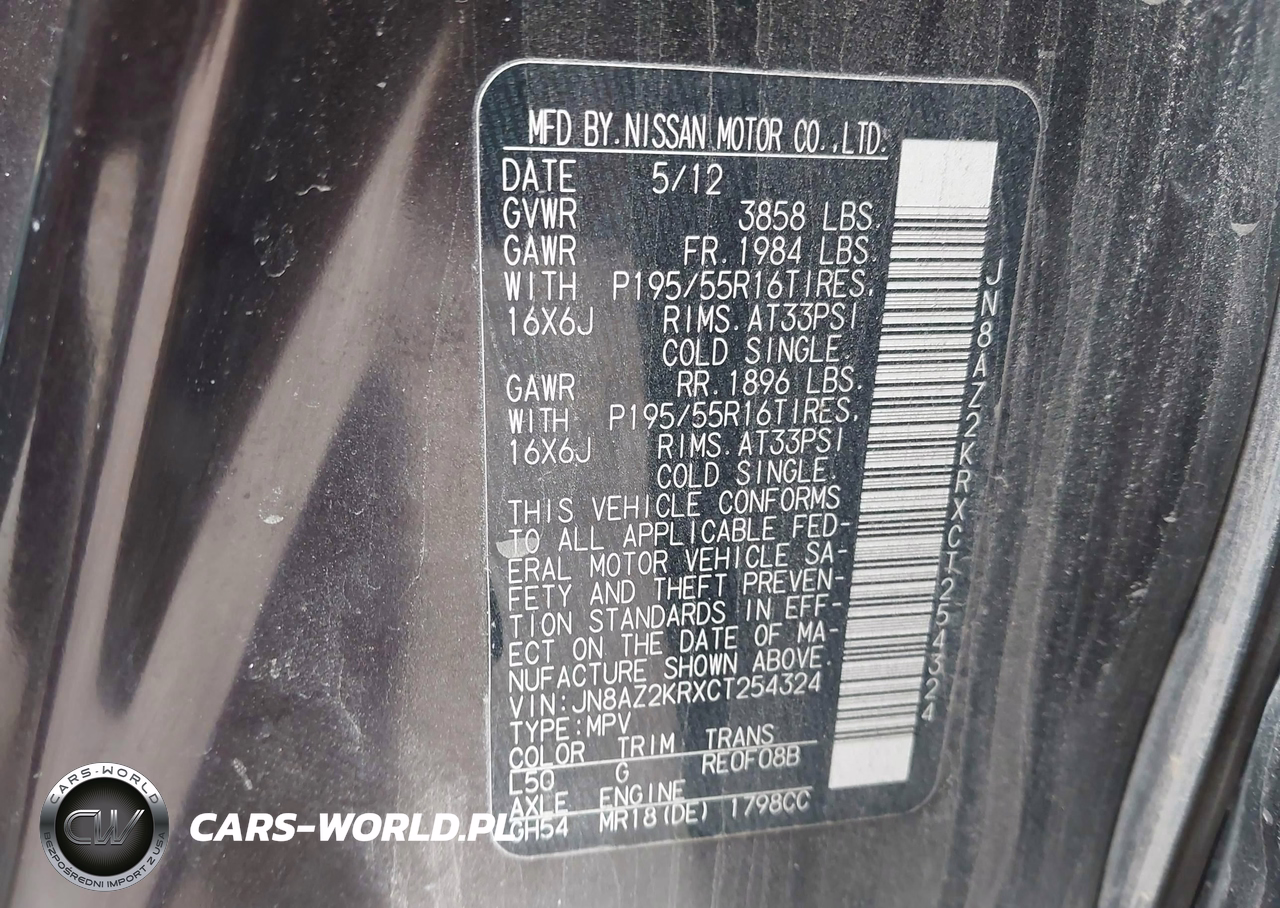 MFD BY.NISSAN MOTOR CO.,LTD.
DATE 5/12
GVWR 3858 LBS.
GAWR FR. 1984 LBS.
WITH P195/55R16TIRES,
16X6J RIMS. AT33PSI
COLD SINGLE.
GAWR RR. 1896 LBS.
WITH P195/55R16TIRES,
16X6J RIMS. AT33PSI
COLD SINGLE.
THIS VEHICLE CONFORMS
TO ALL APPLICABLE FED-
ERAL MOTOR VEHICLE SA-
FETY AND THEFT PREVEN-
TION STANDARDS IN EFF-
ECT ON THE DATE OF MA-
NUFACTURE SHOWN ABOVE.
VIN:JN8AZ2KRXCT254324
TYPE:MPV
COLOR TRIM TRANS
L50 G RE0F08B
AXLE ENGINE
GH54 MR18(DE) 1798CC
JN8AZ2KRXCT254324
CARS-WORLD
CW
BEZPOŚREDNI IMPORT Z USA
CARS-WORLD.PL